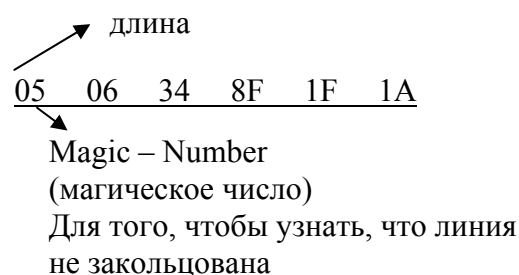 длина
05 06 34 8F 1F 1A
Magic – Number
(магическое число)
Для того, чтобы узнать, что линия
не закольцована